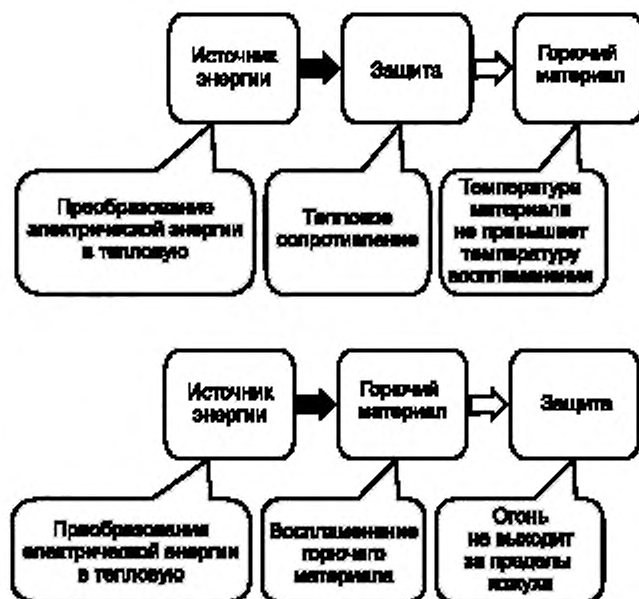 Источник
энергии
Защита
Горючий
материал
Преобразование
электрической энергии
в тепловую
Тепловое
сопротивление
Температура
материала
не превышает
температуру
воспламенения
Источник
энергии
Горючий
материал
Защита
Преобразование
электрической энергии
в тепловую
Воспламенение
горючего
материала
Огонь
не выходит
за пределы
кожуха